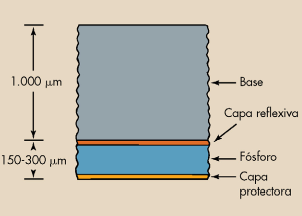 1.000 μm
Base
Capa reflexiva
150-300 μm
Fósforo
Capa
protectora